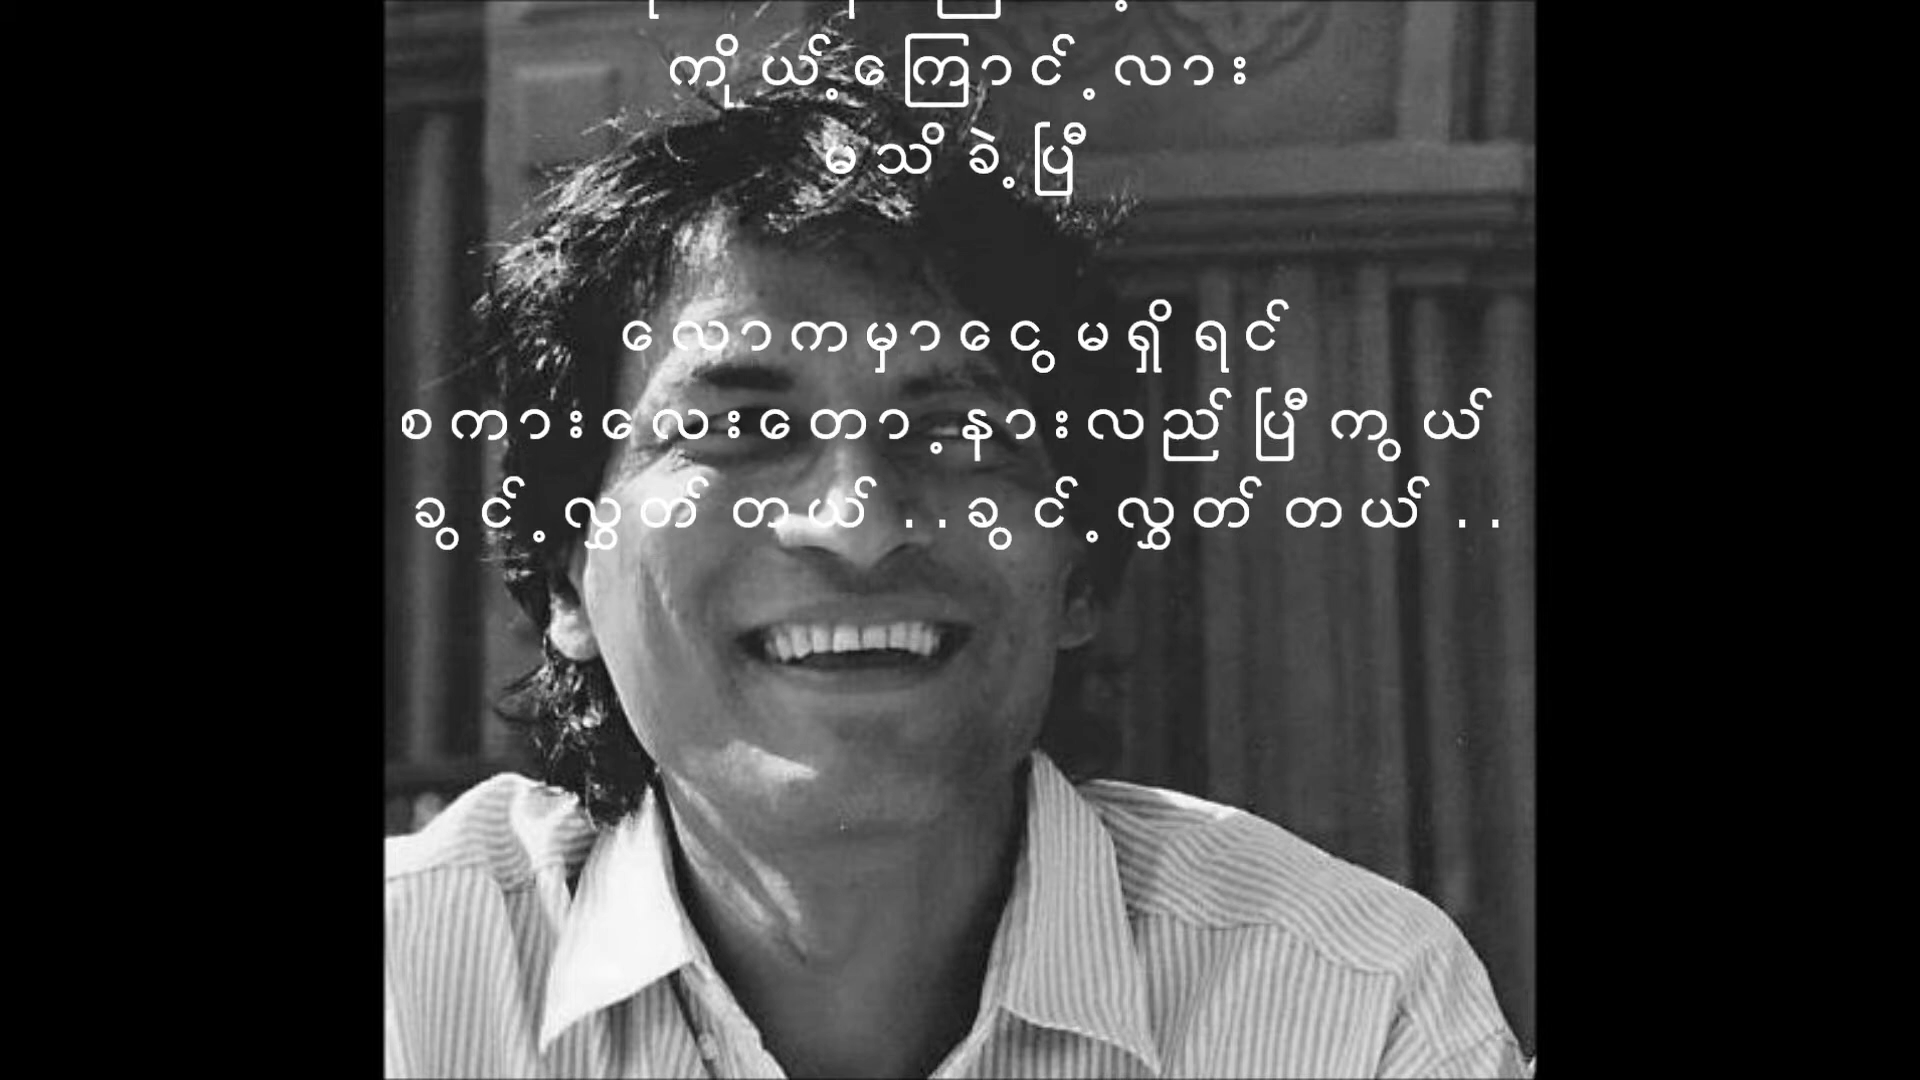 ကိုယ့်ကြောင့်လား
မသိခဲ့ပြီ
လောကမှာငွေမရှိရင်
စကားလေးတော့နားလည်ပြီကွယ်
ခွင့်လွှတ်တယ်..ခွင့်လွှတ်တယ်..